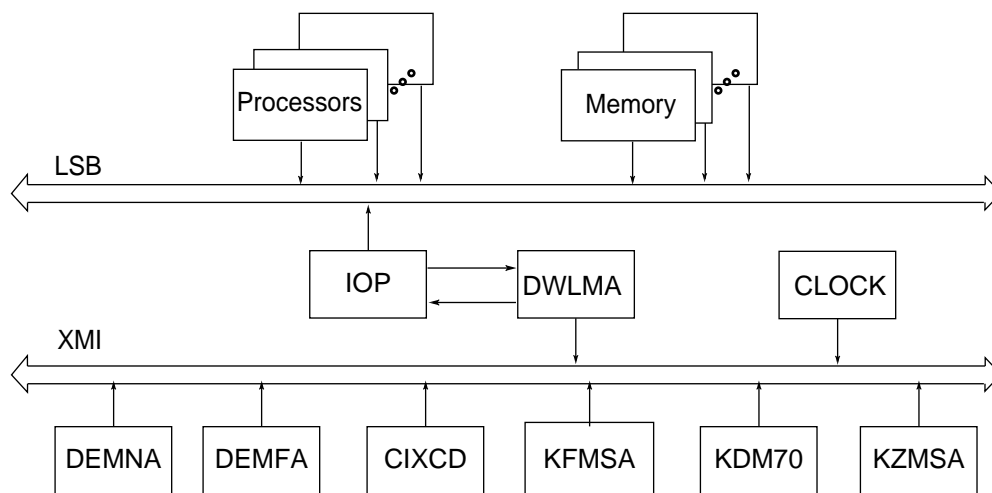 Processors
Memory
LSB
IOP
DWLMA
CLOCK
XMI
DEMNA
DEMFA
CIXCD
KFMSA
KDM70
KZMSA